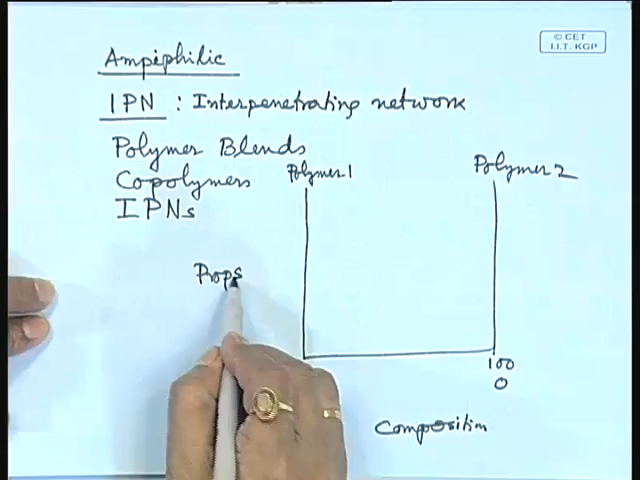 © CET
I.I.T. KGP
Ampiphilic
IPN : Interpenetrating network
Polymer Blends
Copolymers
IPNs
Polymer 1
Polymer 2
Props
100
0
Composition